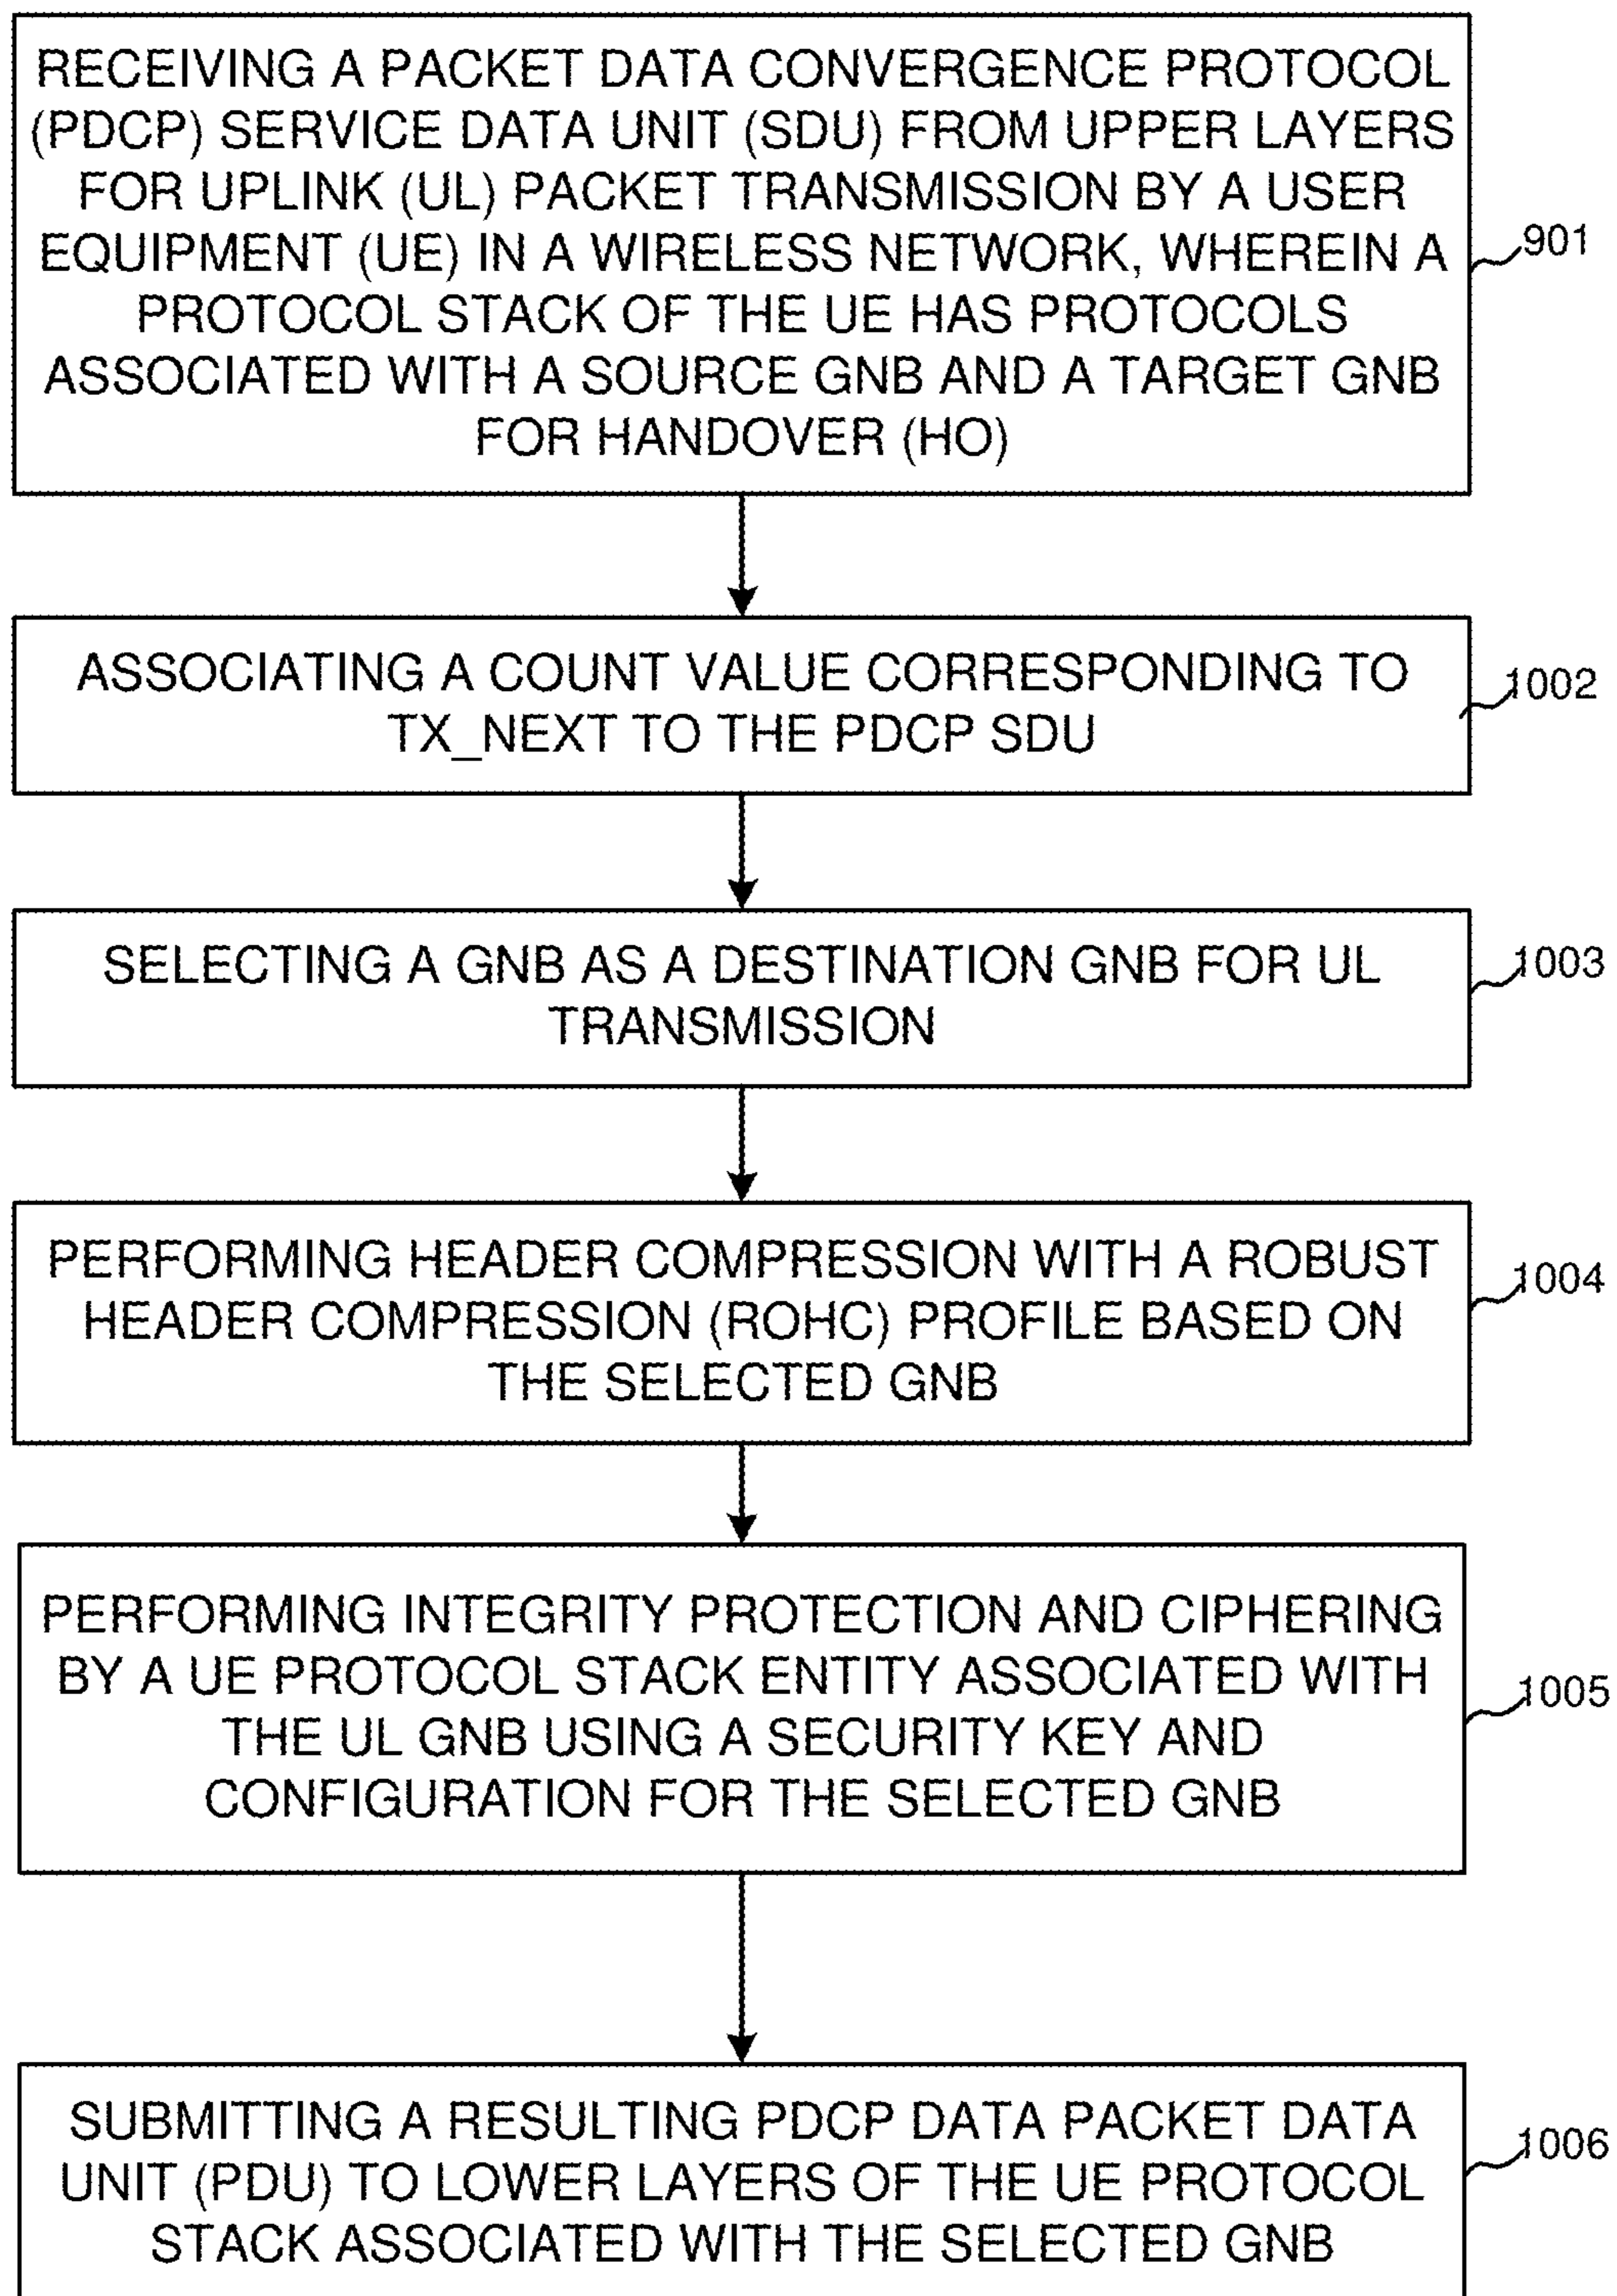 RECEIVING A PACKET DATA CONVERGENCE PROTOCOL
(PDCP) SERVICE DATA UNIT (SDU) FROM UPPER LAYERS
FOR UPLINK (UL) PACKET TRANSMISSION BY A USER
EQUIPMENT (UE) IN A WIRELESS NETWORK, WHEREIN A
PROTOCOL STACK OF THE UE HAS PROTOCOLS
ASSOCIATED WITH A SOURCE GNB AND A TARGET GNB
FOR HANDOVER (HO)
901
ASSOCIATING A COUNT VALUE CORRESPONDING TO
TX_NEXT TO THE PDCP SDU
1002
SELECTING A GNB AS A DESTINATION GNB FOR UL
TRANSMISSION
1003
PERFORMING HEADER COMPRESSION WITH A ROBUST
HEADER COMPRESSION (ROHC) PROFILE BASED ON
THE SELECTED GNB
1004
PERFORMING INTEGRITY PROTECTION AND CIPHERING
BY A UE PROTOCOL STACK ENTITY ASSOCIATED WITH
THE UL GNB USING A SECURITY KEY AND
CONFIGURATION FOR THE SELECTED GNB
1005
SUBMITTING A RESULTING PDCP DATA PACKET DATA
UNIT (PDU) TO LOWER LAYERS OF THE UE PROTOCOL
STACK ASSOCIATED WITH THE SELECTED GNB
1006